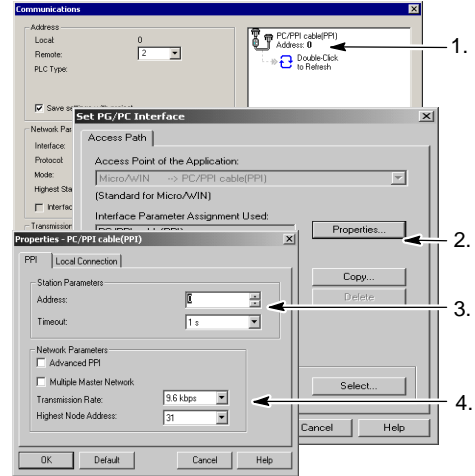 Communications
Address
Local: 0
Remote: 2
PLC Type:
Save settings with project
PC/PPI cable(PPI)
Address: 0
Double-Click
to Refresh
1.
Network Par
Interface:
Protocol:
Mode:
Highest Sta
Interfac
Transmission
Set PG/PC Interface
Access Path
Access Point of the Application:
Micro/WIN --> PC/PPI cable(PPI)
(Standard for Micro/WIN)
Interface Parameter Assignment Used:
PC/PPI cable(PPI)
Properties...
2.
Copy...
Delete
Select...
Cancel
Help
Properties - PC/PPI cable(PPI)
PPI
Local Connection
Station Parameters
Address: 0
3.
Timeout: 1 s
Network Parameters
Advanced PPI
Multiple Master Network
Transmission Rate: 9.6 kbps
4.
Highest Node Address: 31
OK
Default
Cancel
Help